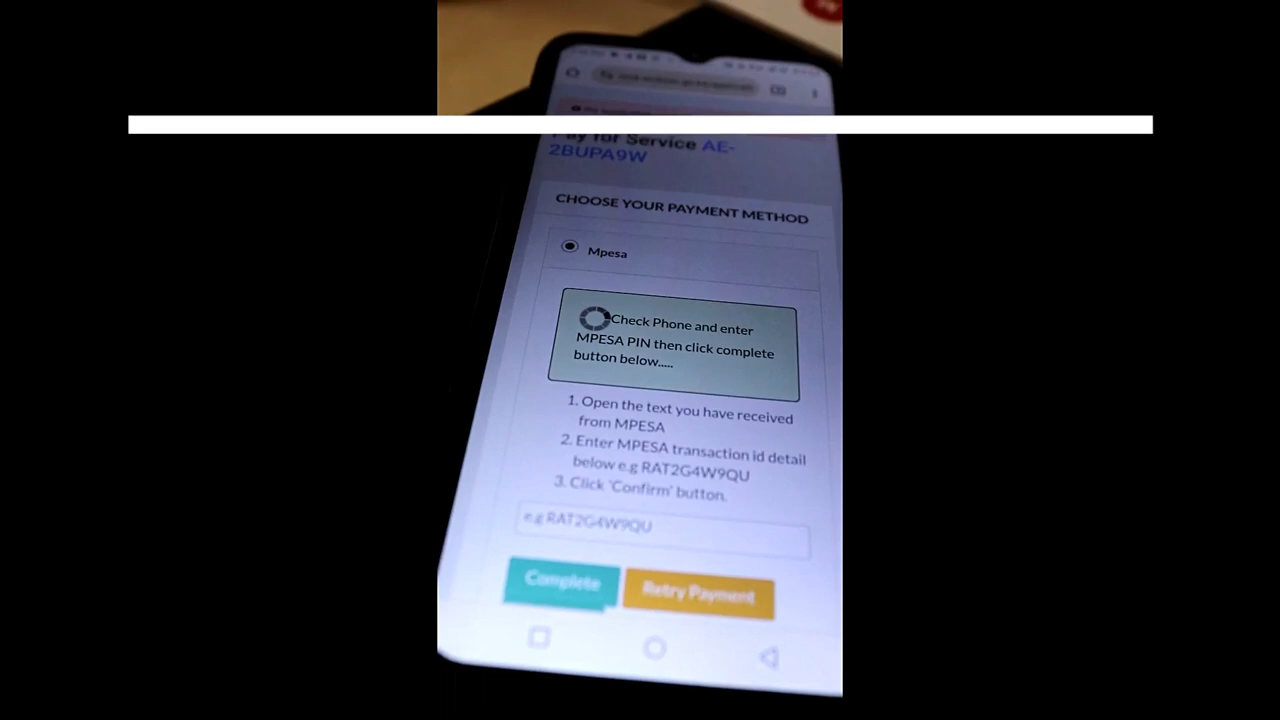 Pay for Service AE-
2BUPA9W
CHOOSE YOUR PAYMENT METHOD
Mpesa
Check Phone and enter
MPESA PIN then click complete
button below.....
1. Open the text you have received
from MPESA
2. Enter MPESA transaction id detail
below e.g RAT2G4W9QU
3. Click 'Confirm' button.
e.g RAT2G4W9QU
Complete Retry Payment